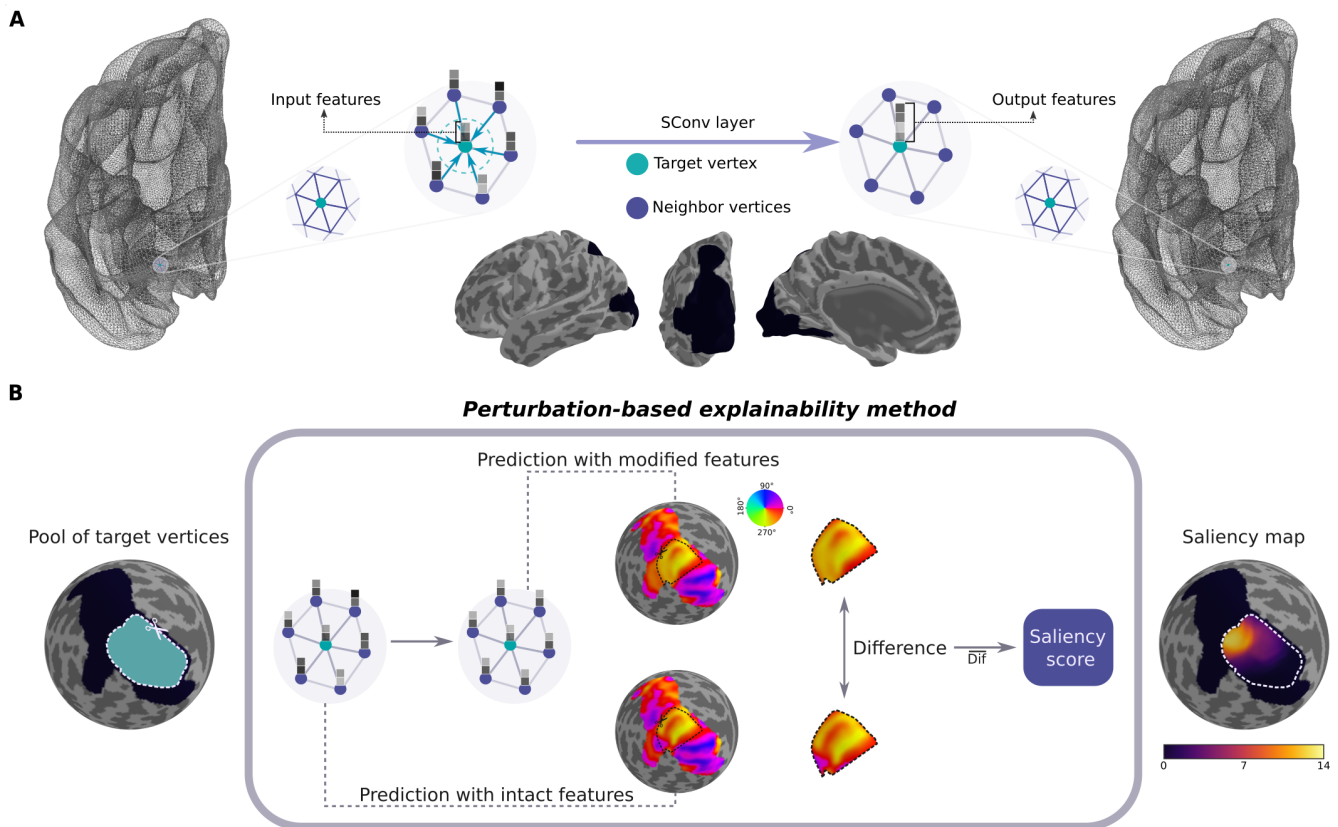 A
Input features
SConv layer
Output features
Target vertex
Neighbor vertices
B
Perturbation-based explainability method
Prediction with modified features
90°
180°
0°
270°
Pool of target vertices
Saliency map
Difference
Dif
Saliency
score
Prediction with intact features
0
7
14